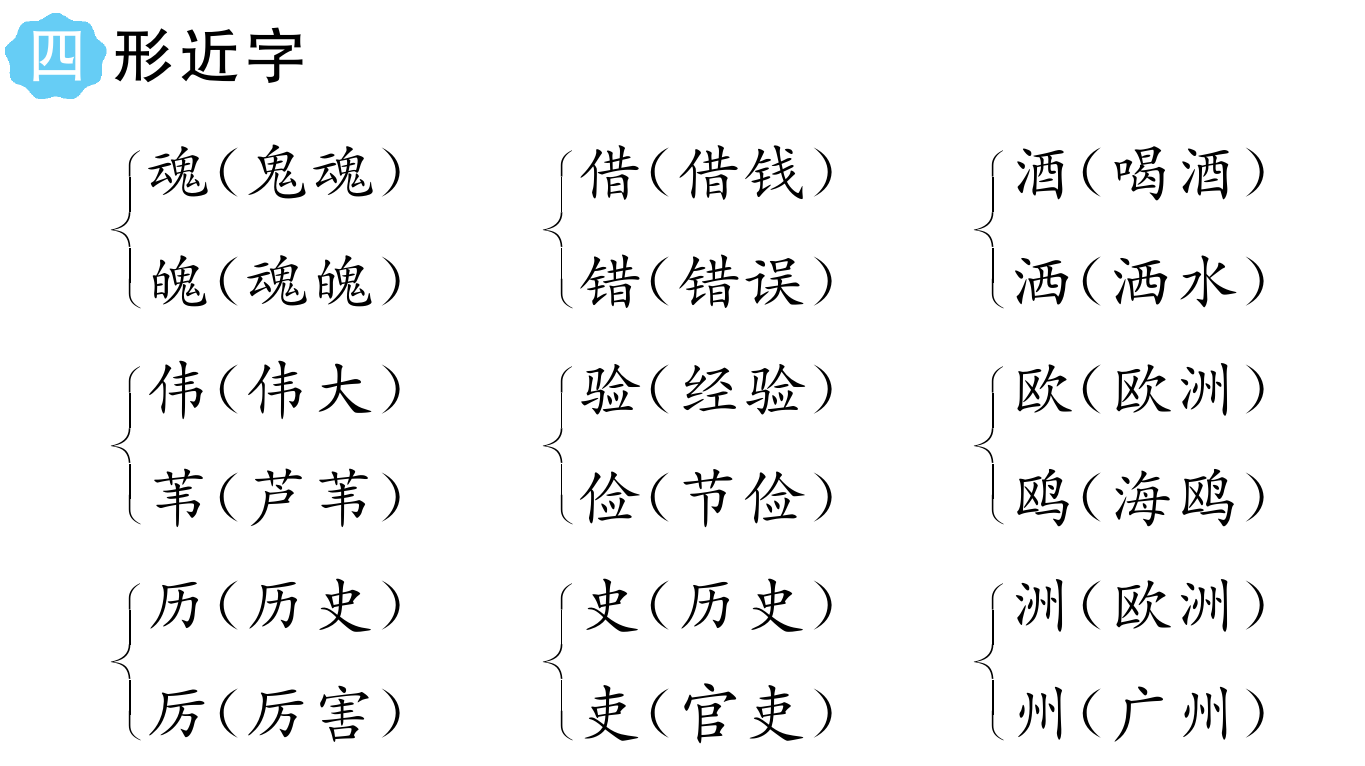 四 形近字
魂(鬼魂) 借(借钱) 酒(喝酒)
魄(魂魄) 错(错误) 洒(洒水)
伟(伟大) 验(经验) 欧(欧洲)
苇(芦苇) 俭(节俭) 鸥(海鸥)
历(历史) 史(历史) 洲(欧洲)
厉(厉害) 吏(官吏) 州(广州)